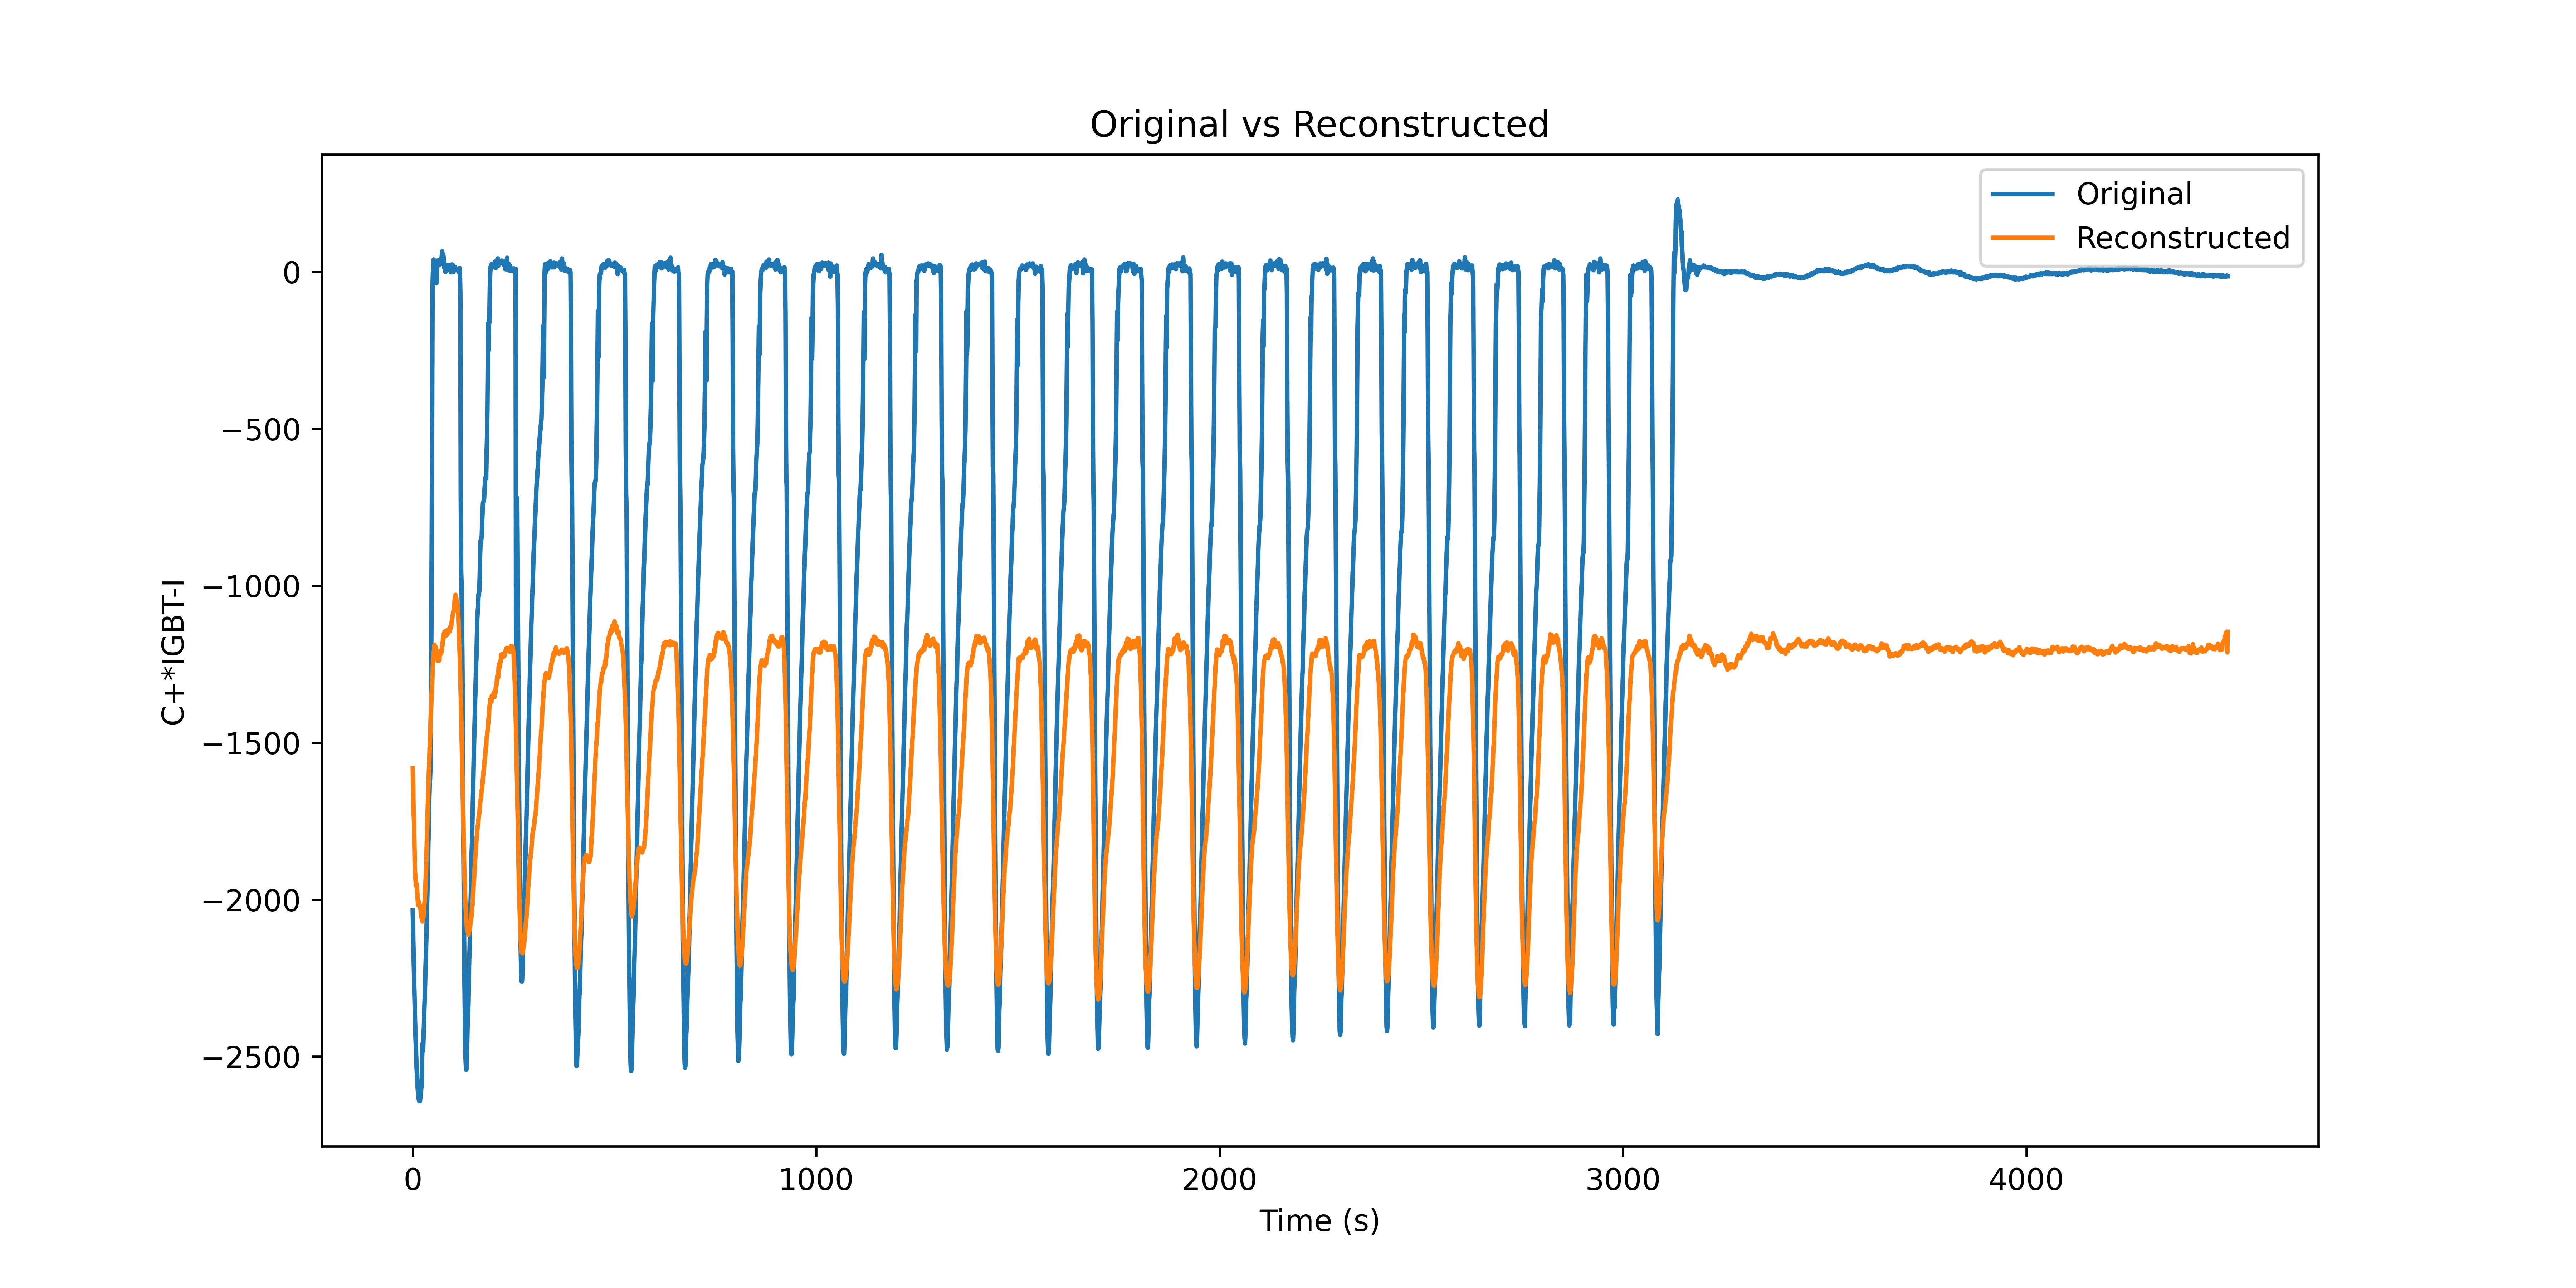 Original vs Reconstructed
Original
Reconstructed
C+*IGBT-I
0
−500
−1000
−1500
−2000
−2500
0 1000 2000 3000 4000
Time (s)